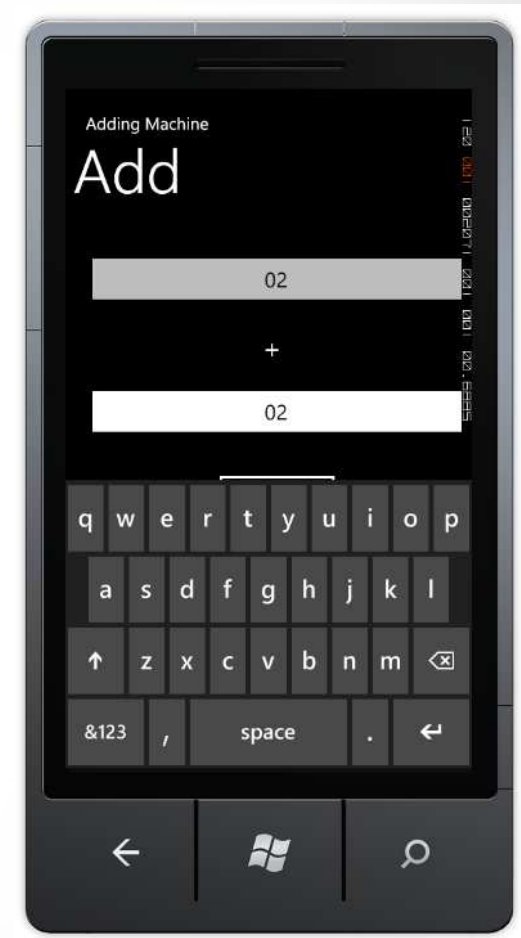 Adding Machine
Add
02
+
02
q w e r t y u i o p
a s d f g h j k l
z x c v b n m
&123 , space .